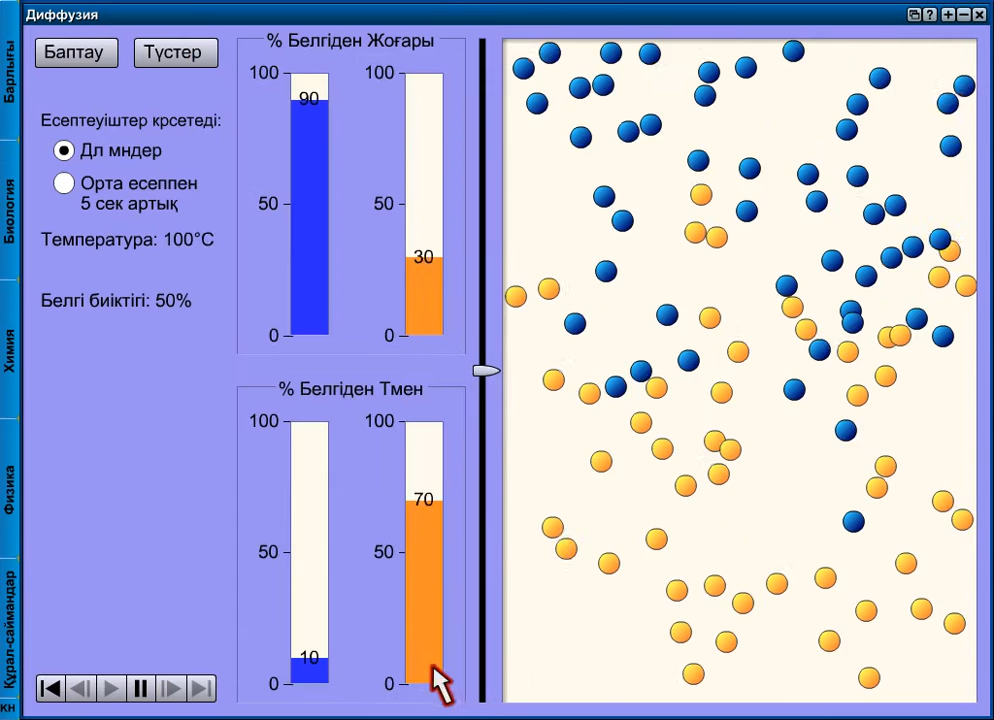 Диффузия
Барлығы
Биология
Химия
Физика
Құрал-саймандар
КН
Баптау
Түстер
Есептеуіштер крсетеді:
Дл мндер
Орта есеппен
5 сек артық
Температура: 100°C
Белгі биіктігі: 50%
% Белгіден Жоғары
100
90
50
0
100
50
30
0
% Белгіден Тмен
100
50
10
0
100
70
50
0